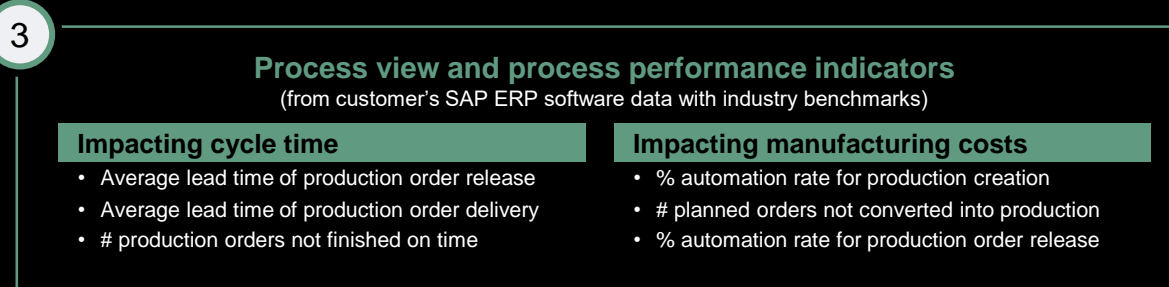 3
Process view and process performance indicators
(from customer's SAP ERP software data with industry benchmarks)
Impacting cycle time
• Average lead time of production order release
• Average lead time of production order delivery
• # production orders not finished on time
Impacting manufacturing costs
• % automation rate for production creation
• # planned orders not converted into production
• % automation rate for production order release